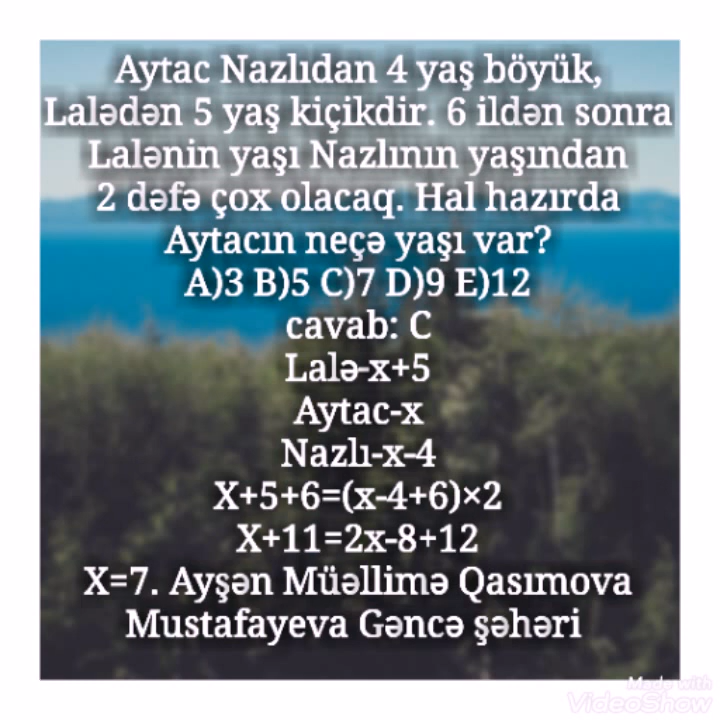 Aytac Nazlıdan 4 yaş böyük,
Lalədən 5 yaş kiçikdir. 6 ildən sonra
Lalənin yaşı Nazlının yaşından
2 dəfə çox olacaq. Hal hazırda
Aytacın neçə yaşı var?
A)3 B)5 C)7 D)9 E)12
cavab: C
Lalə-x+5
Aytac-x
Nazlı-x-4
X+5+6=(x-4+6)×2
X+11=2x-8+12
X=7. Ayşən Müəllimə Qasımova
Mustafayeva Gəncə şəhəri
Made with
VideoShow